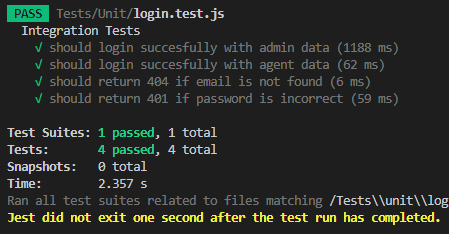 PASS Tests/Unit/login.test.js
Integration Tests
√ should login succesfully with admin data (1188 ms)
√ should login succesfully with agent data (62 ms)
√ should return 404 if email is not found (6 ms)
√ should return 401 if password is incorrect (59 ms)
Test Suites: 1 passed, 1 total
Tests: 4 passed, 4 total
Snapshots: 0 total
Time: 2.357 s
Ran all test suites related to files matching /Tests\\unit\\log
Jest did not exit one second after the test run has completed.